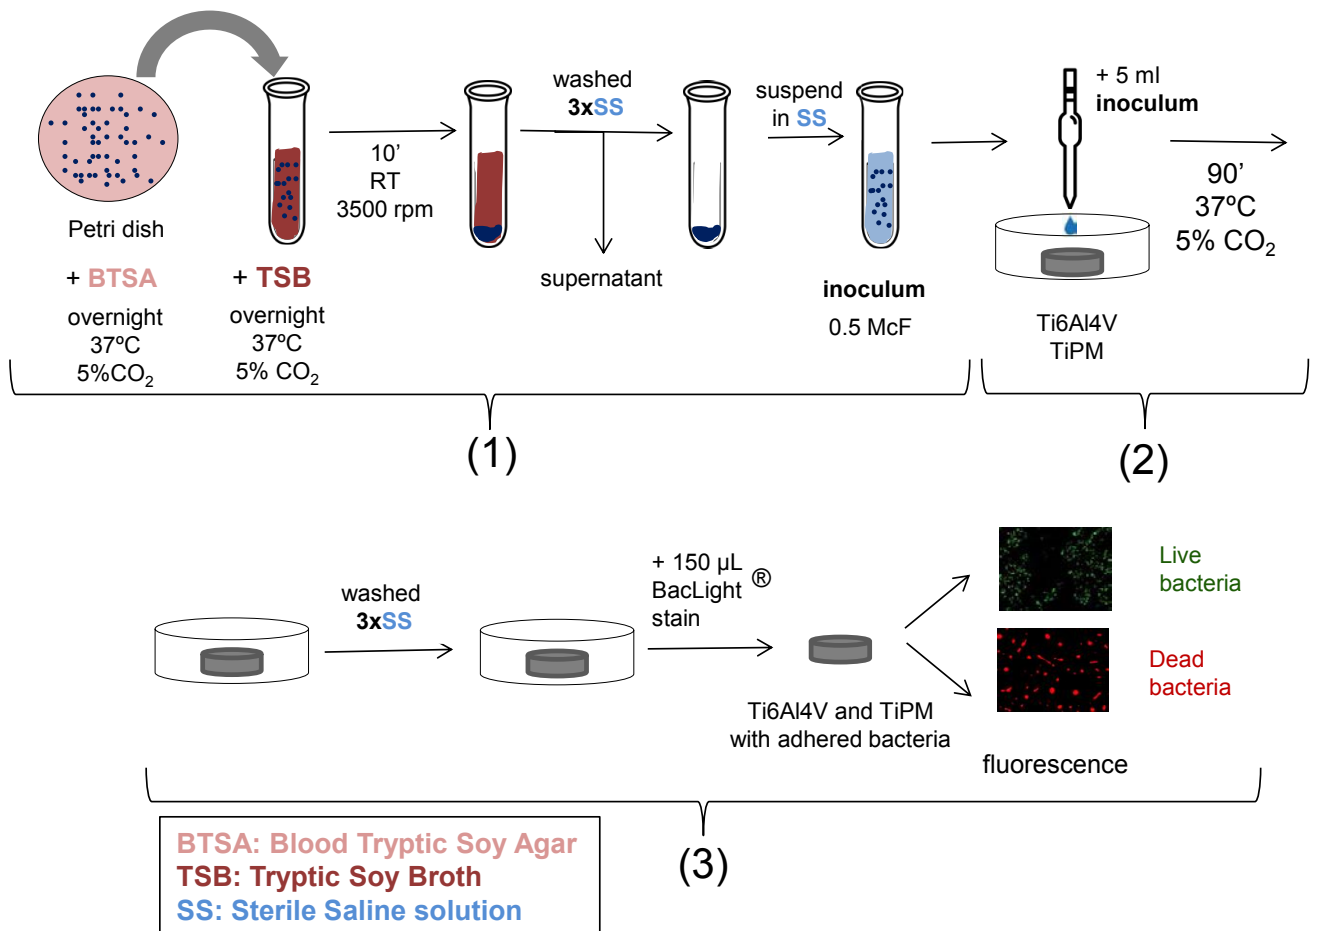 Petri dish
+ BTSA
overnight
37ºC
5%CO2
+ TSB
overnight
37ºC
5% CO2
10’
RT
3500 rpm
washed
3xSS
supernatant
suspend
in SS
inoculum
0.5 McF
(1)
+ 5 ml
inoculum
Ti6Al4V
TiPM
90’
37ºC
5% CO2
(2)
washed
3xSS
+ 150 µL
BacLight ®
stain
Ti6Al4V and TiPM
with adhered bacteria
Live
bacteria
Dead
bacteria
fluorescence
(3)
BTSA: Blood Tryptic Soy Agar
TSB: Tryptic Soy Broth
SS: Sterile Saline solution